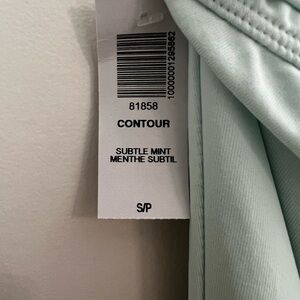 10000001295862
81858
CONTOUR
SUBTLE MINT
MENTHE SUBTIL
S/P